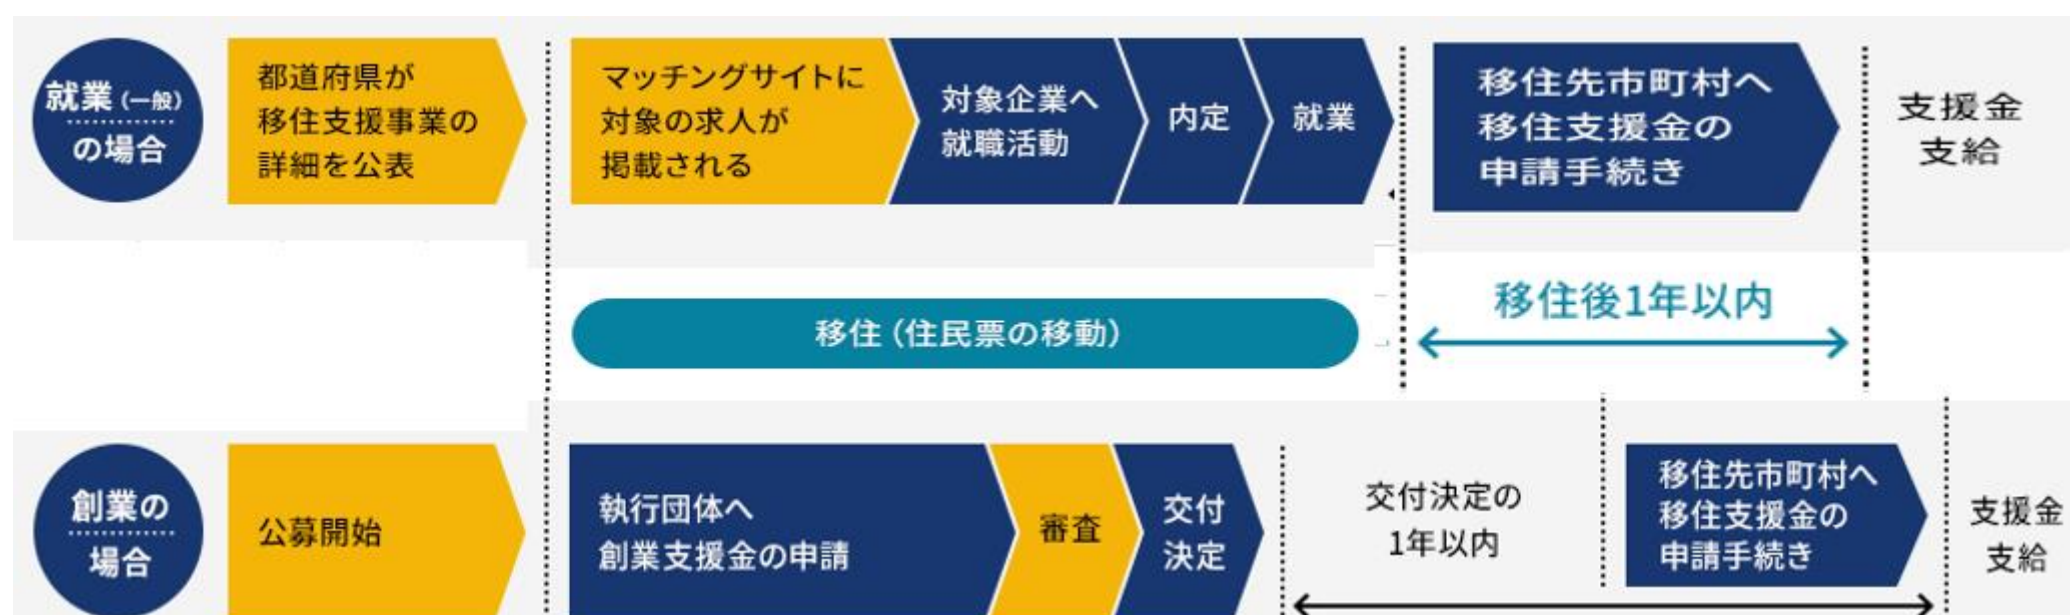 就業(一般)
の場合
都道府県が
移住支援事業の
詳細を公表
マッチングサイトに
対象の求人が
掲載される
対象企業へ
就職活動
内定
就業
移住先市町村へ
移住支援金の
申請手続き
支援金
支給
移住(住民票の移動)
移住後1年以内
創業の
場合
公募開始
執行団体へ
創業支援金の申請
審査
交付
決定
交付決定の
1年以内
移住先市町村へ
移住支援金の
申請手続き
支援金
支給